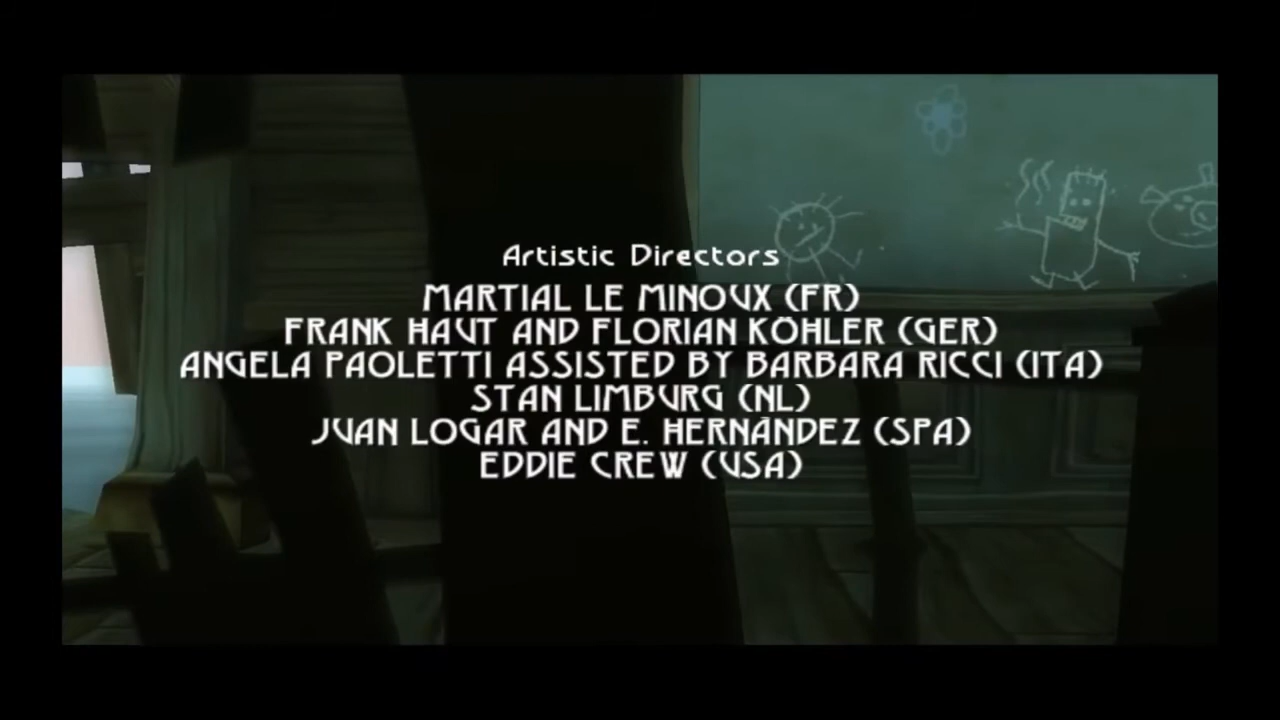 Artistic Directors
MARTIAL LE MINOUX (FR)
FRANK HAUT AND FLORIAN KÖHLER (GER)
ANGELA PAOLETTI ASSISTED BY BARBARA RICCI (ITA)
STAN LIMBURG (NL)
JUAN LOGAR AND E. HERNANDEZ (SPA)
EDDIE CREW (USA)